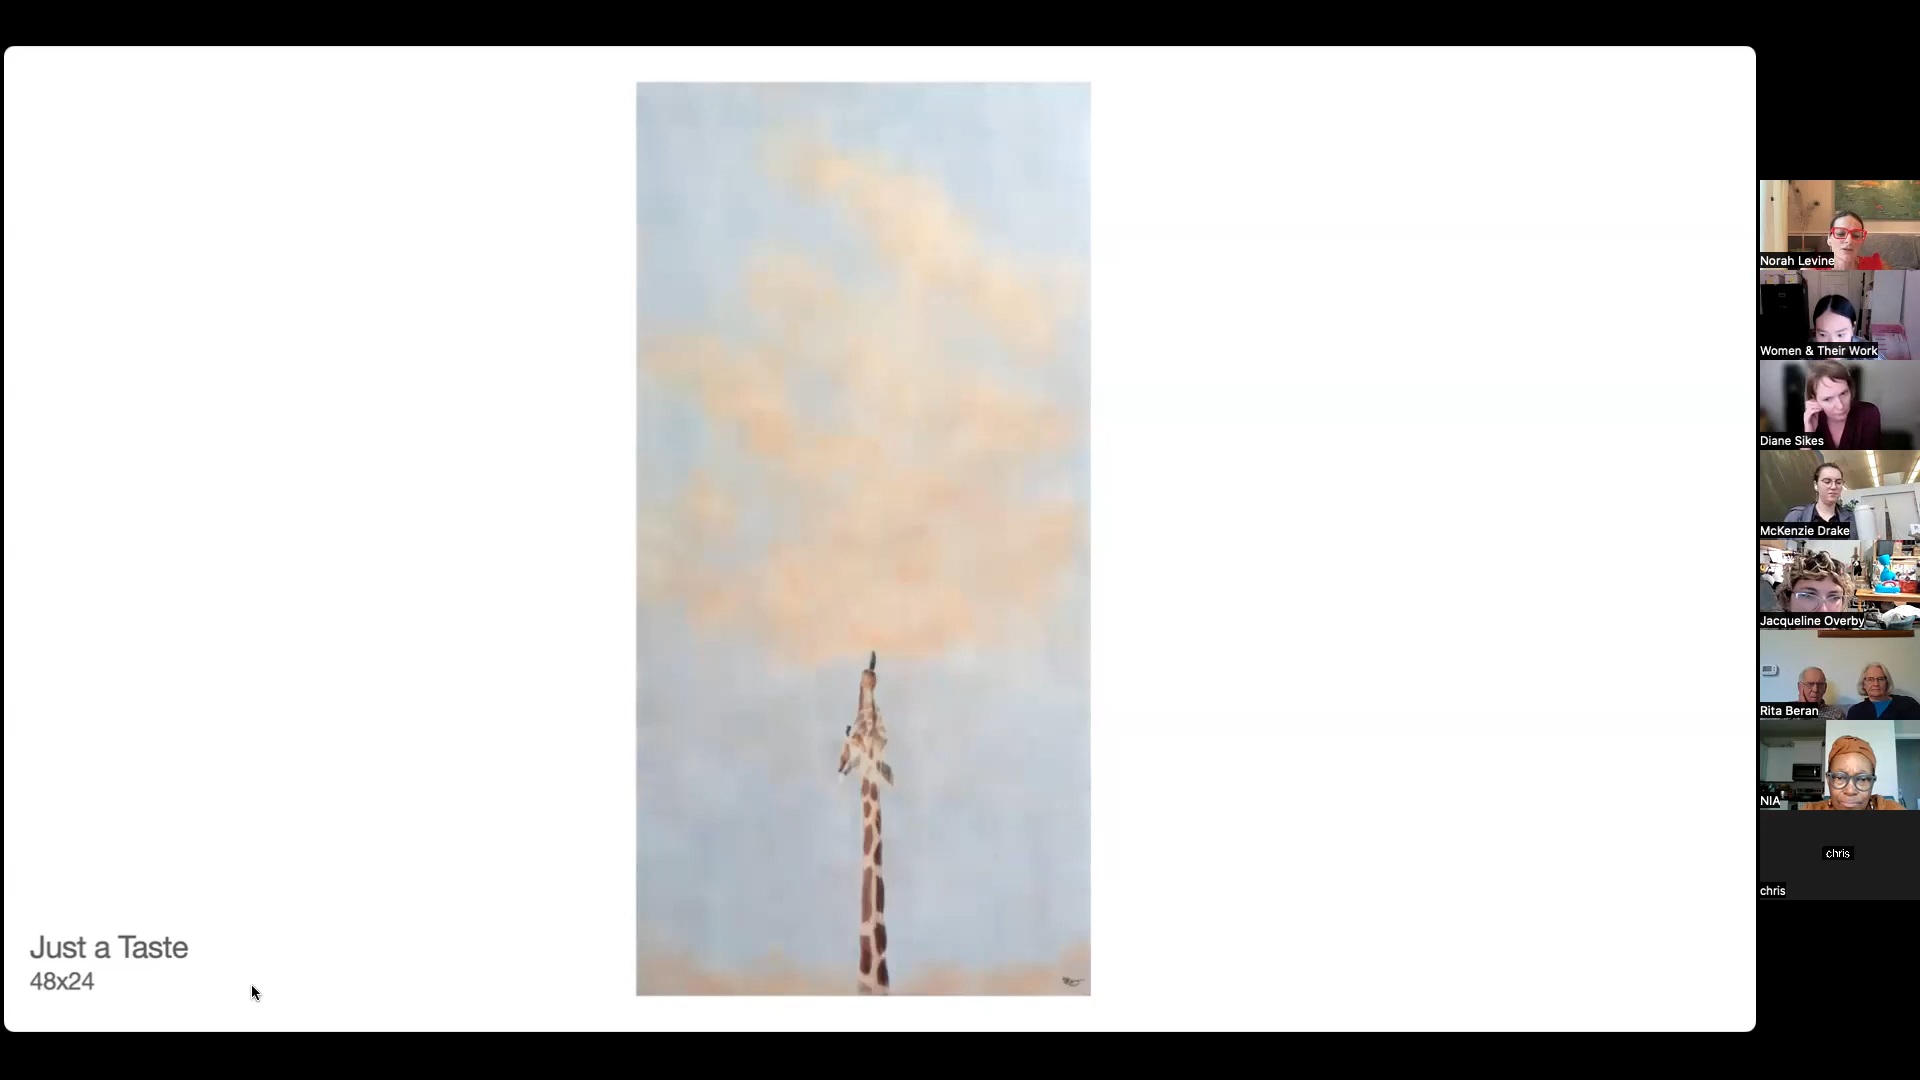 Just a Taste
48x24
Norah Levine
Women & Their Work
Diane Sikes
McKenzie Drake
Jacqueline Overby
Rita Beran
NIA
chris
chris